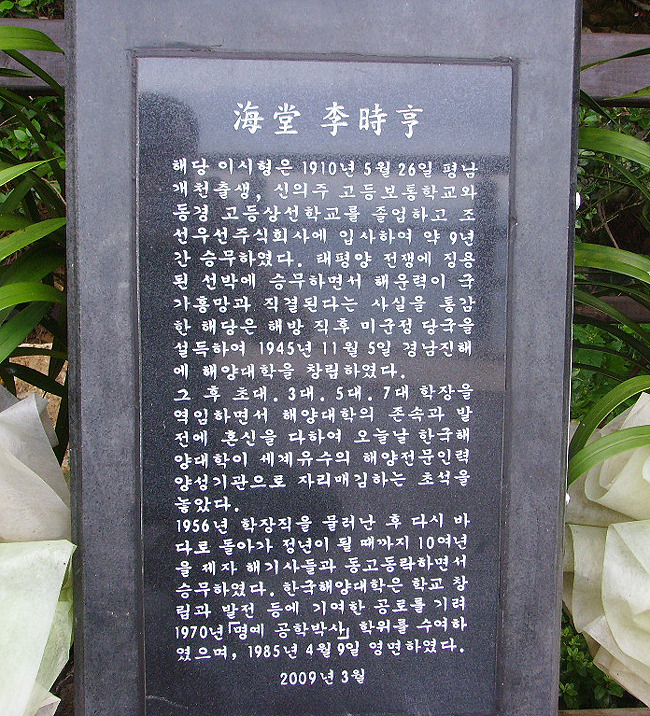 海堂 李時亨
해당 이시형은 1910년 5월 26일 평남
개천출생, 신의주 고등보통학교와
동경 고등상선학교를 졸업하고 조
선우선주식회사에 입사하여 약 9년
간 승무하였다. 태평양 전쟁에 징용
된 선박에 승무하면서 해운력이 국
가흥망과 직결된다는 사실을 통감
한 해당은 해방 직후 미군정 당국을
설득하여 1945년 11월 5일 경남진해
에 해양대학을 창립하였다.
그 후 초대. 3대. 5대. 7대 학장을
역임하면서 해양대학의 존속과 발
전에 혼신을 다하여 오늘날 한국해
양대학이 세계유수의 해양전문인력
양성기관으로 자리매김하는 초석을
놓았다.
1956년 학장직을 물러난 후 다시 바
다로 돌아가 정년이 될 때까지 10여년
을 제자 해기사들과 동고동락하면서
승무하였다. 한국해양대학은 학교 창
립과 발전 등에 기여한 공로를 기려
1970년「명예 공학박사」학위를 수여하
였으며, 1985년 4월 9일 영면하였다.
2009년 3월